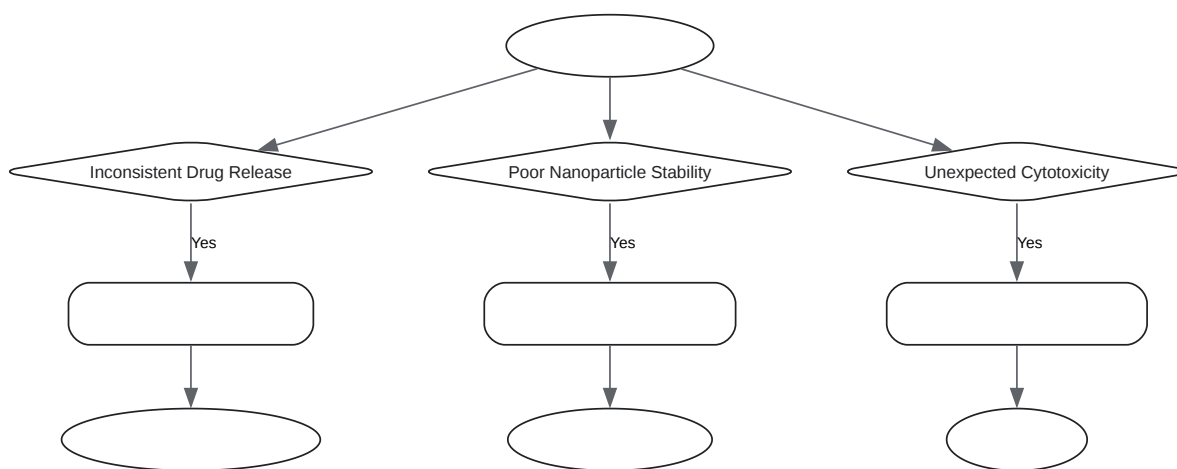 Inconsistent Drug Release
Poor Nanoparticle Stability
Unexpected Cytotoxicity
Yes
Yes
Yes